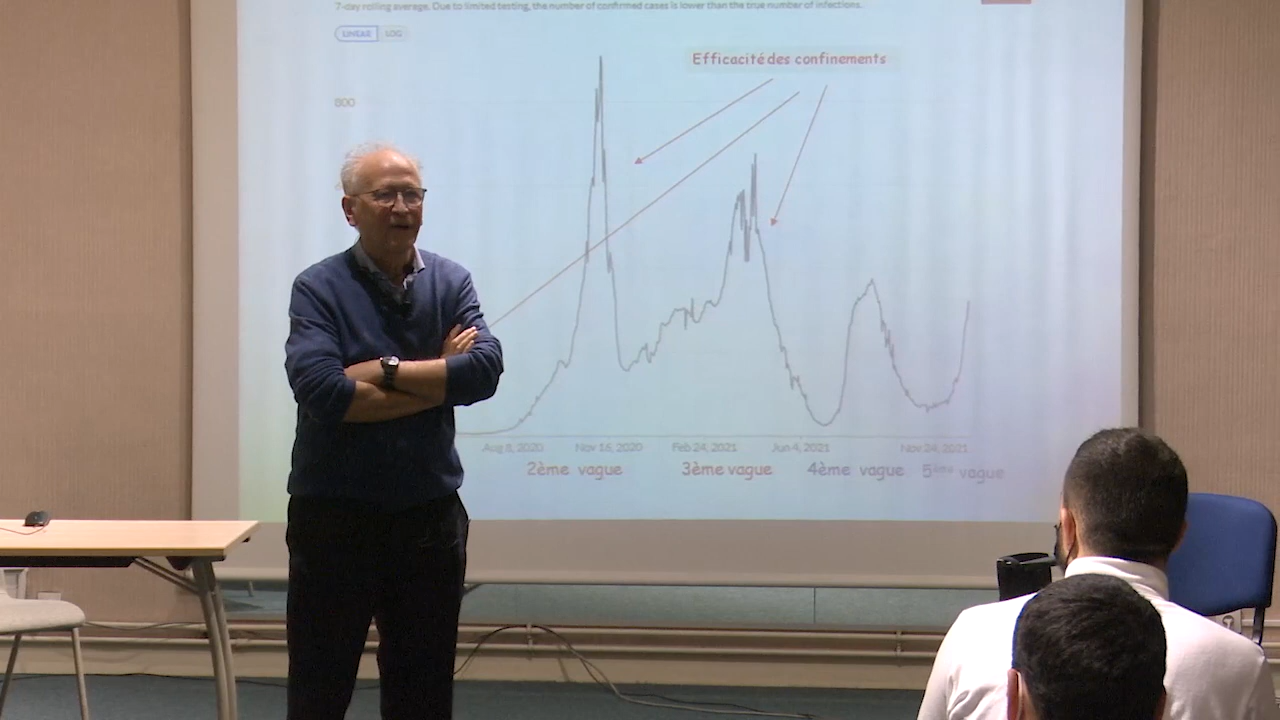 7-day rolling average. Due to limited testing, the number of confirmed cases is lower than the true number of infections.
LINEAR LOG
Efficacité des confinements
800
Aug 8, 2020 Nov 16, 2020 Feb 24, 2021 Jun 4, 2021 Nov 24, 2021
2ème vague 3ème vague 4ème vague 5ème vague